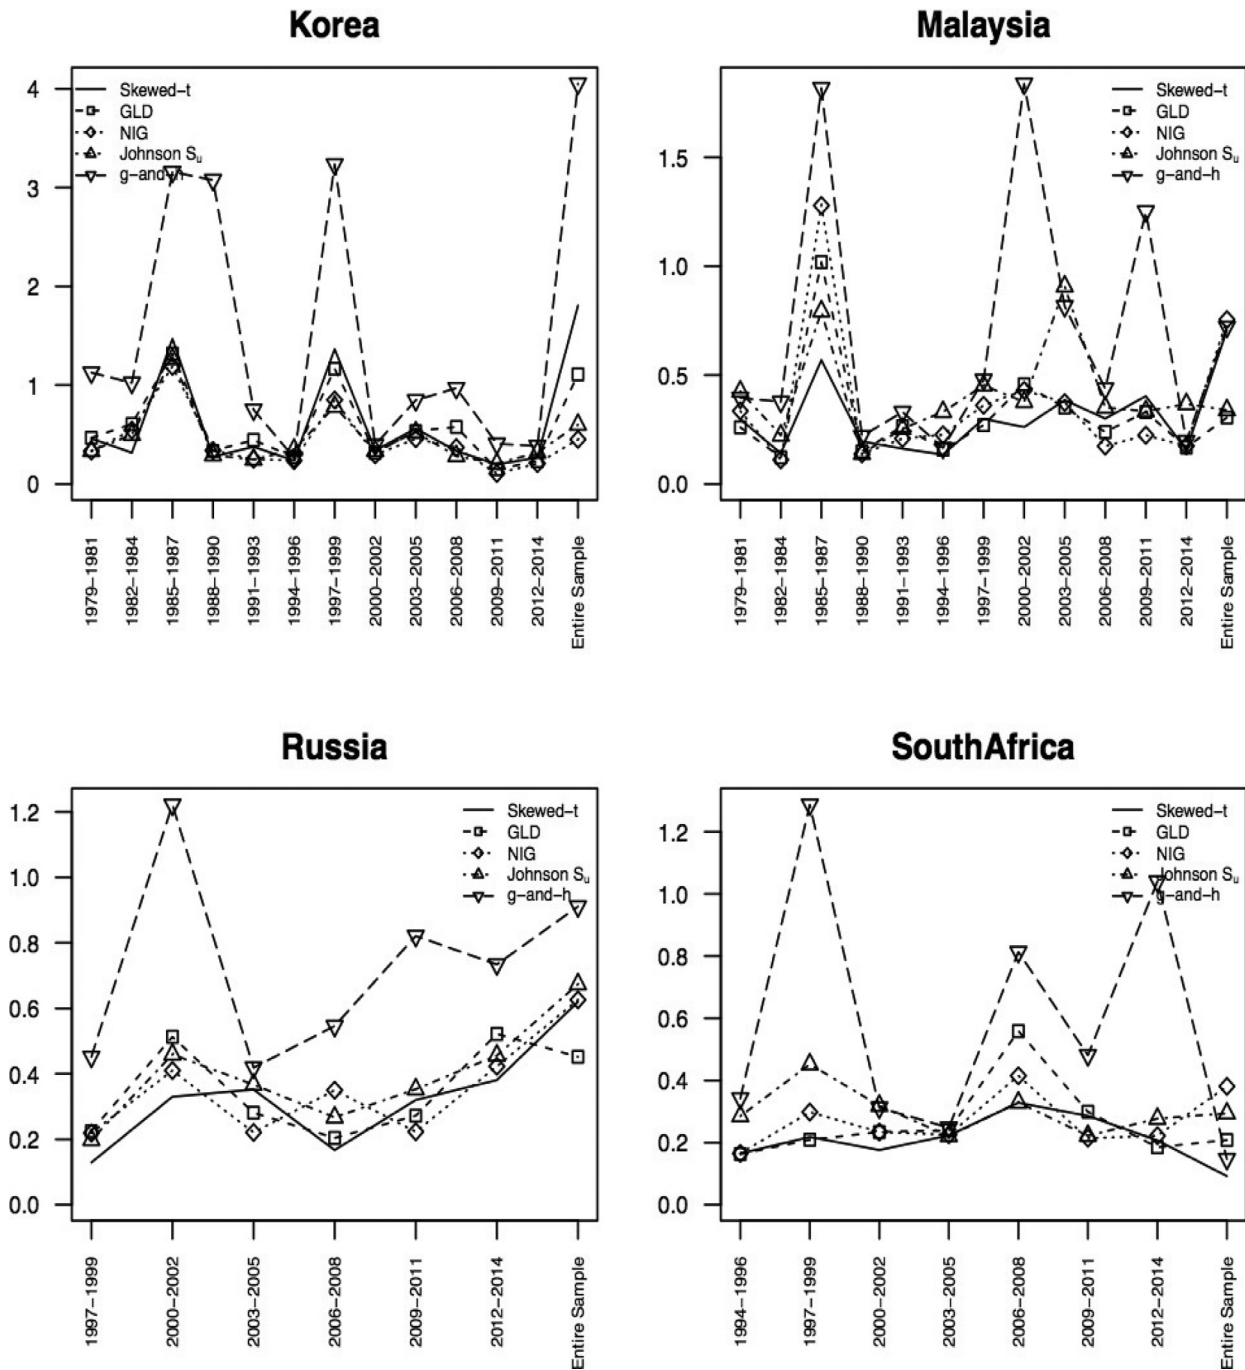 Korea
4
3
2
1
0
Skewed-t
GLD
NIG
Johnson Su
g-and-h
1979-1981
1982-1984
1985-1987
1988-1990
1991-1993
1994-1996
1997-1999
2000-2002
2003-2005
2006-2008
2009-2011
2012-2014
Entire Sample
Malaysia
1.5
1.0
0.5
0.0
Skewed-t
GLD
NIG
Johnson Su
g-and-h
1979-1981
1982-1984
1985-1987
1988-1990
1991-1993
1994-1996
1997-1999
2000-2002
2003-2005
2006-2008
2009-2011
2012-2014
Entire Sample
Russia
1.2
1.0
0.8
0.6
0.4
0.2
0.0
Skewed-t
GLD
NIG
Johnson Su
g-and-h
1997-1999
2000-2002
2003-2005
2006-2008
2009-2011
2012-2014
Entire Sample
SouthAfrica
1.2
1.0
0.8
0.6
0.4
0.2
0.0
Skewed-t
GLD
NIG
Johnson Su
g-and-h
1994-1996
1997-1999
2000-2002
2003-2005
2006-2008
2009-2011
2012-2014
Entire Sample